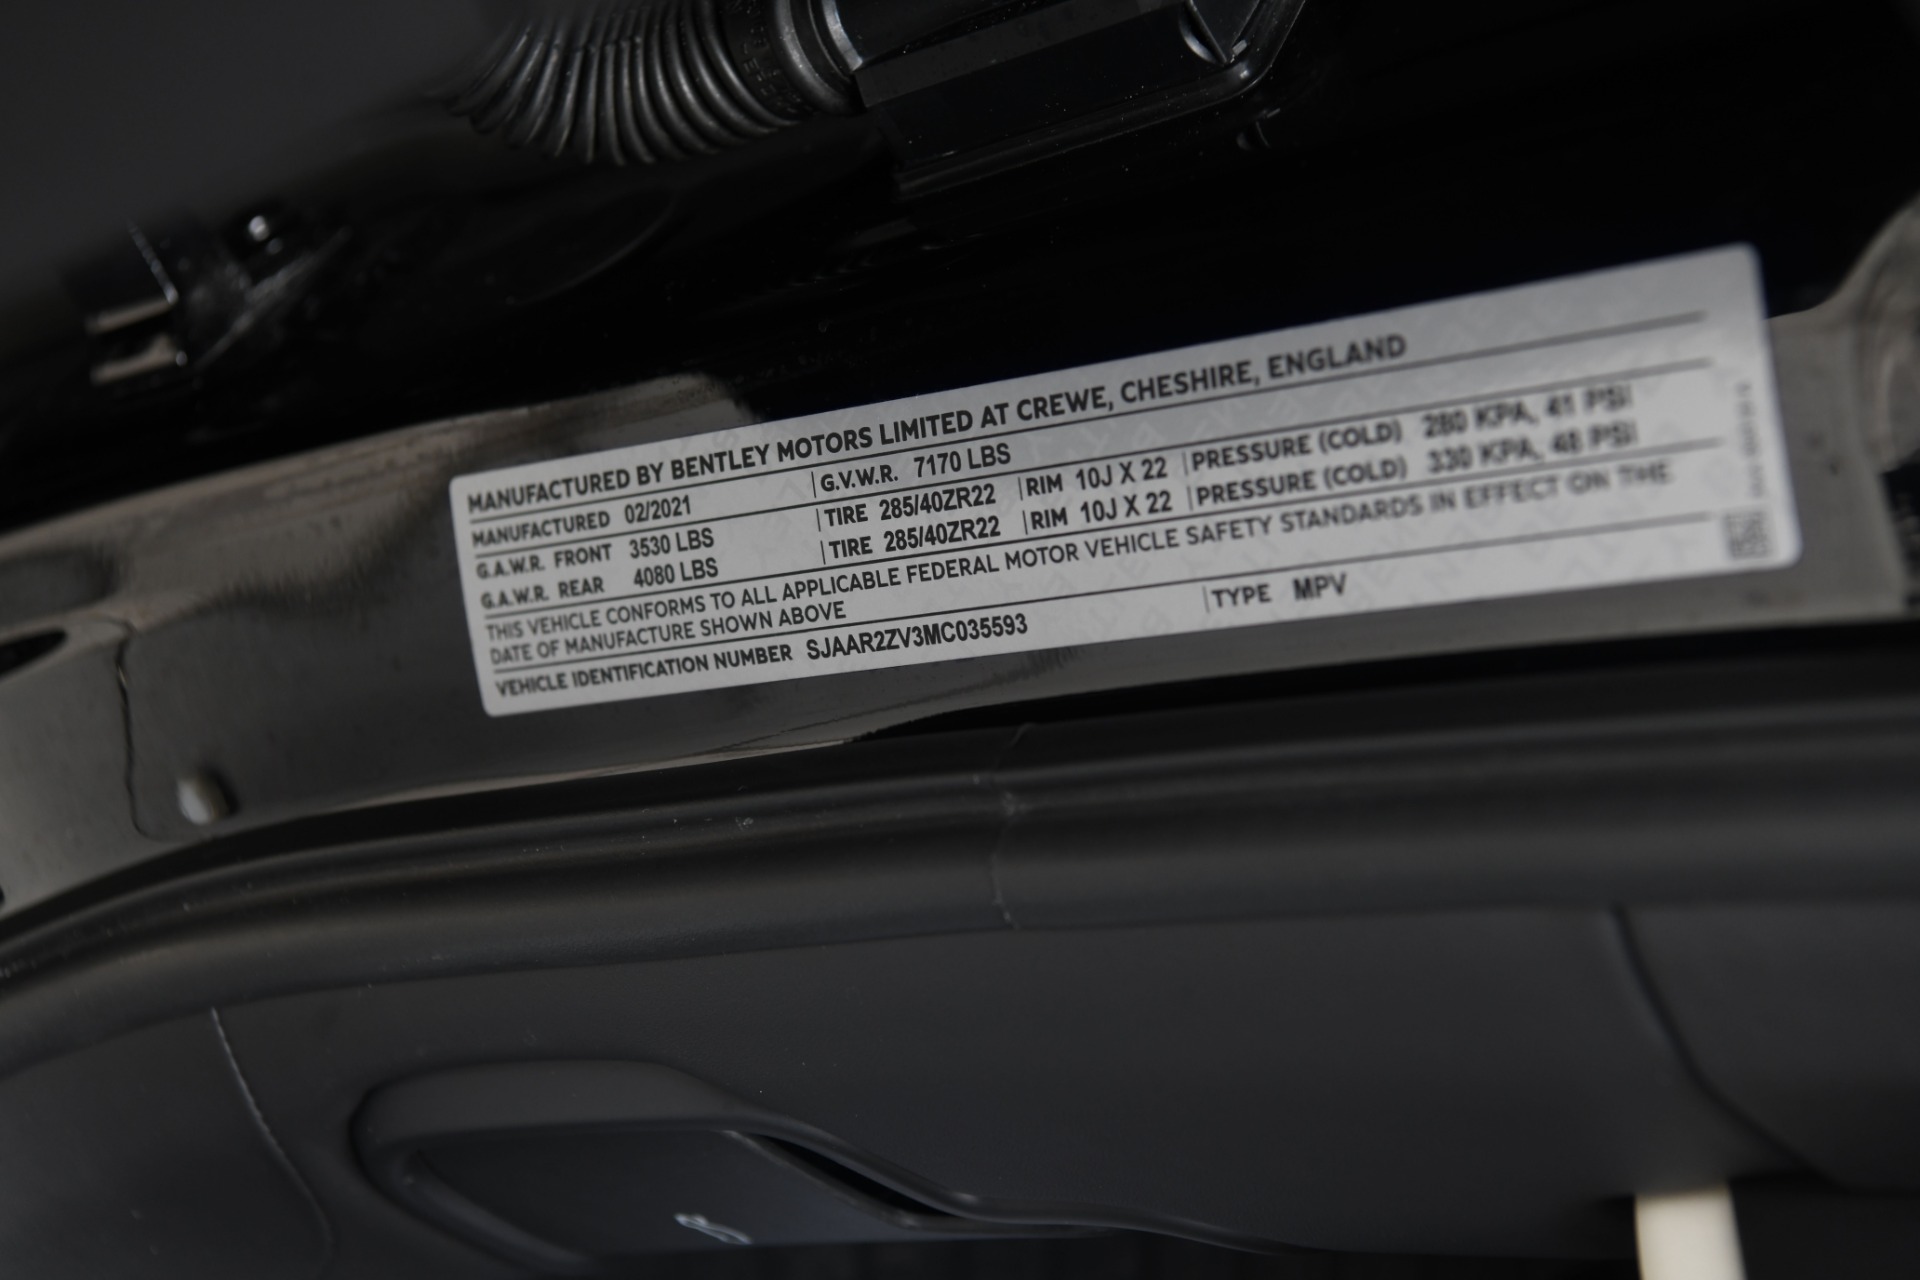 MANUFACTURED BY BENTLEY MOTORS LIMITED AT CREWE, CHESHIRE, ENGLAND
MANUFACTURED 02/2021 G.V.W.R. 7170 LBS
G.A.W.R. FRONT 3530 LBS TIRE 285/40ZR22 RIM 10J X 22 PRESSURE (COLD) 280 KPA, 41 PSI
G.A.W.R. REAR 4080 LBS TIRE 285/40ZR22 RIM 10J X 22 PRESSURE (COLD) 330 KPA, 48 PSI
THIS VEHICLE CONFORMS TO ALL APPLICABLE FEDERAL MOTOR VEHICLE SAFETY STANDARDS IN EFFECT ON THE
DATE OF MANUFACTURE SHOWN ABOVE
VEHICLE IDENTIFICATION NUMBER SJAAR2ZV3MC035593 TYPE MPV